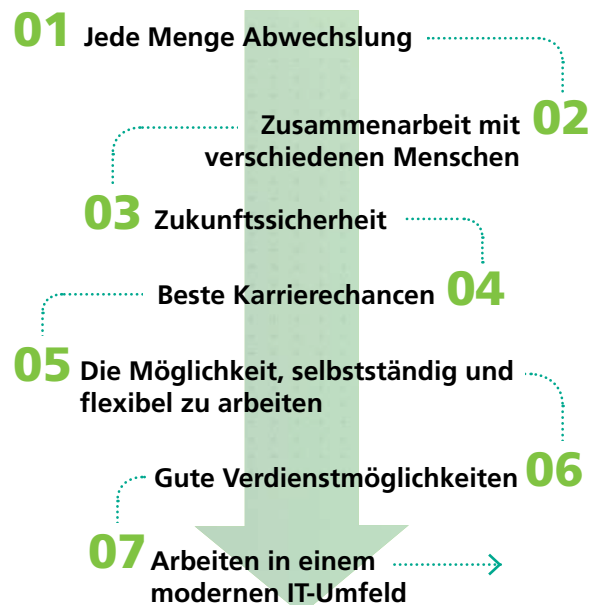 01 Jede Menge Abwechslung
Zusammenarbeit mit 02
verschiedenen Menschen
03 Zukunftssicherheit
Beste Karrierechancen 04
05 Die Möglichkeit, selbstständig und
flexibel zu arbeiten
Gute Verdienstmöglichkeiten 06
07 Arbeiten in einem
modernen IT-Umfeld